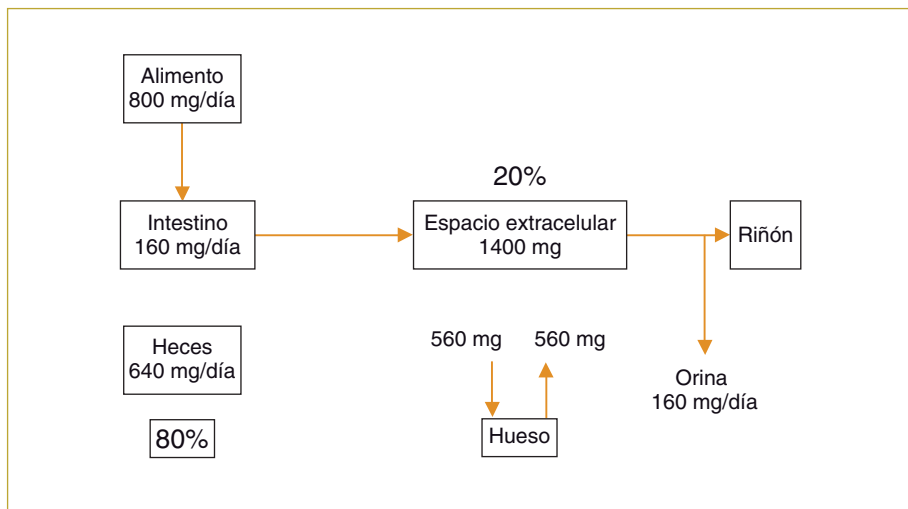 Alimento
800 mg/día
20%
Intestino
160 mg/día
Espacio extracelular
1400 mg
Riñón
Heces
640 mg/día
560 mg
560 mg
Orina
160 mg/día
80%
Hueso